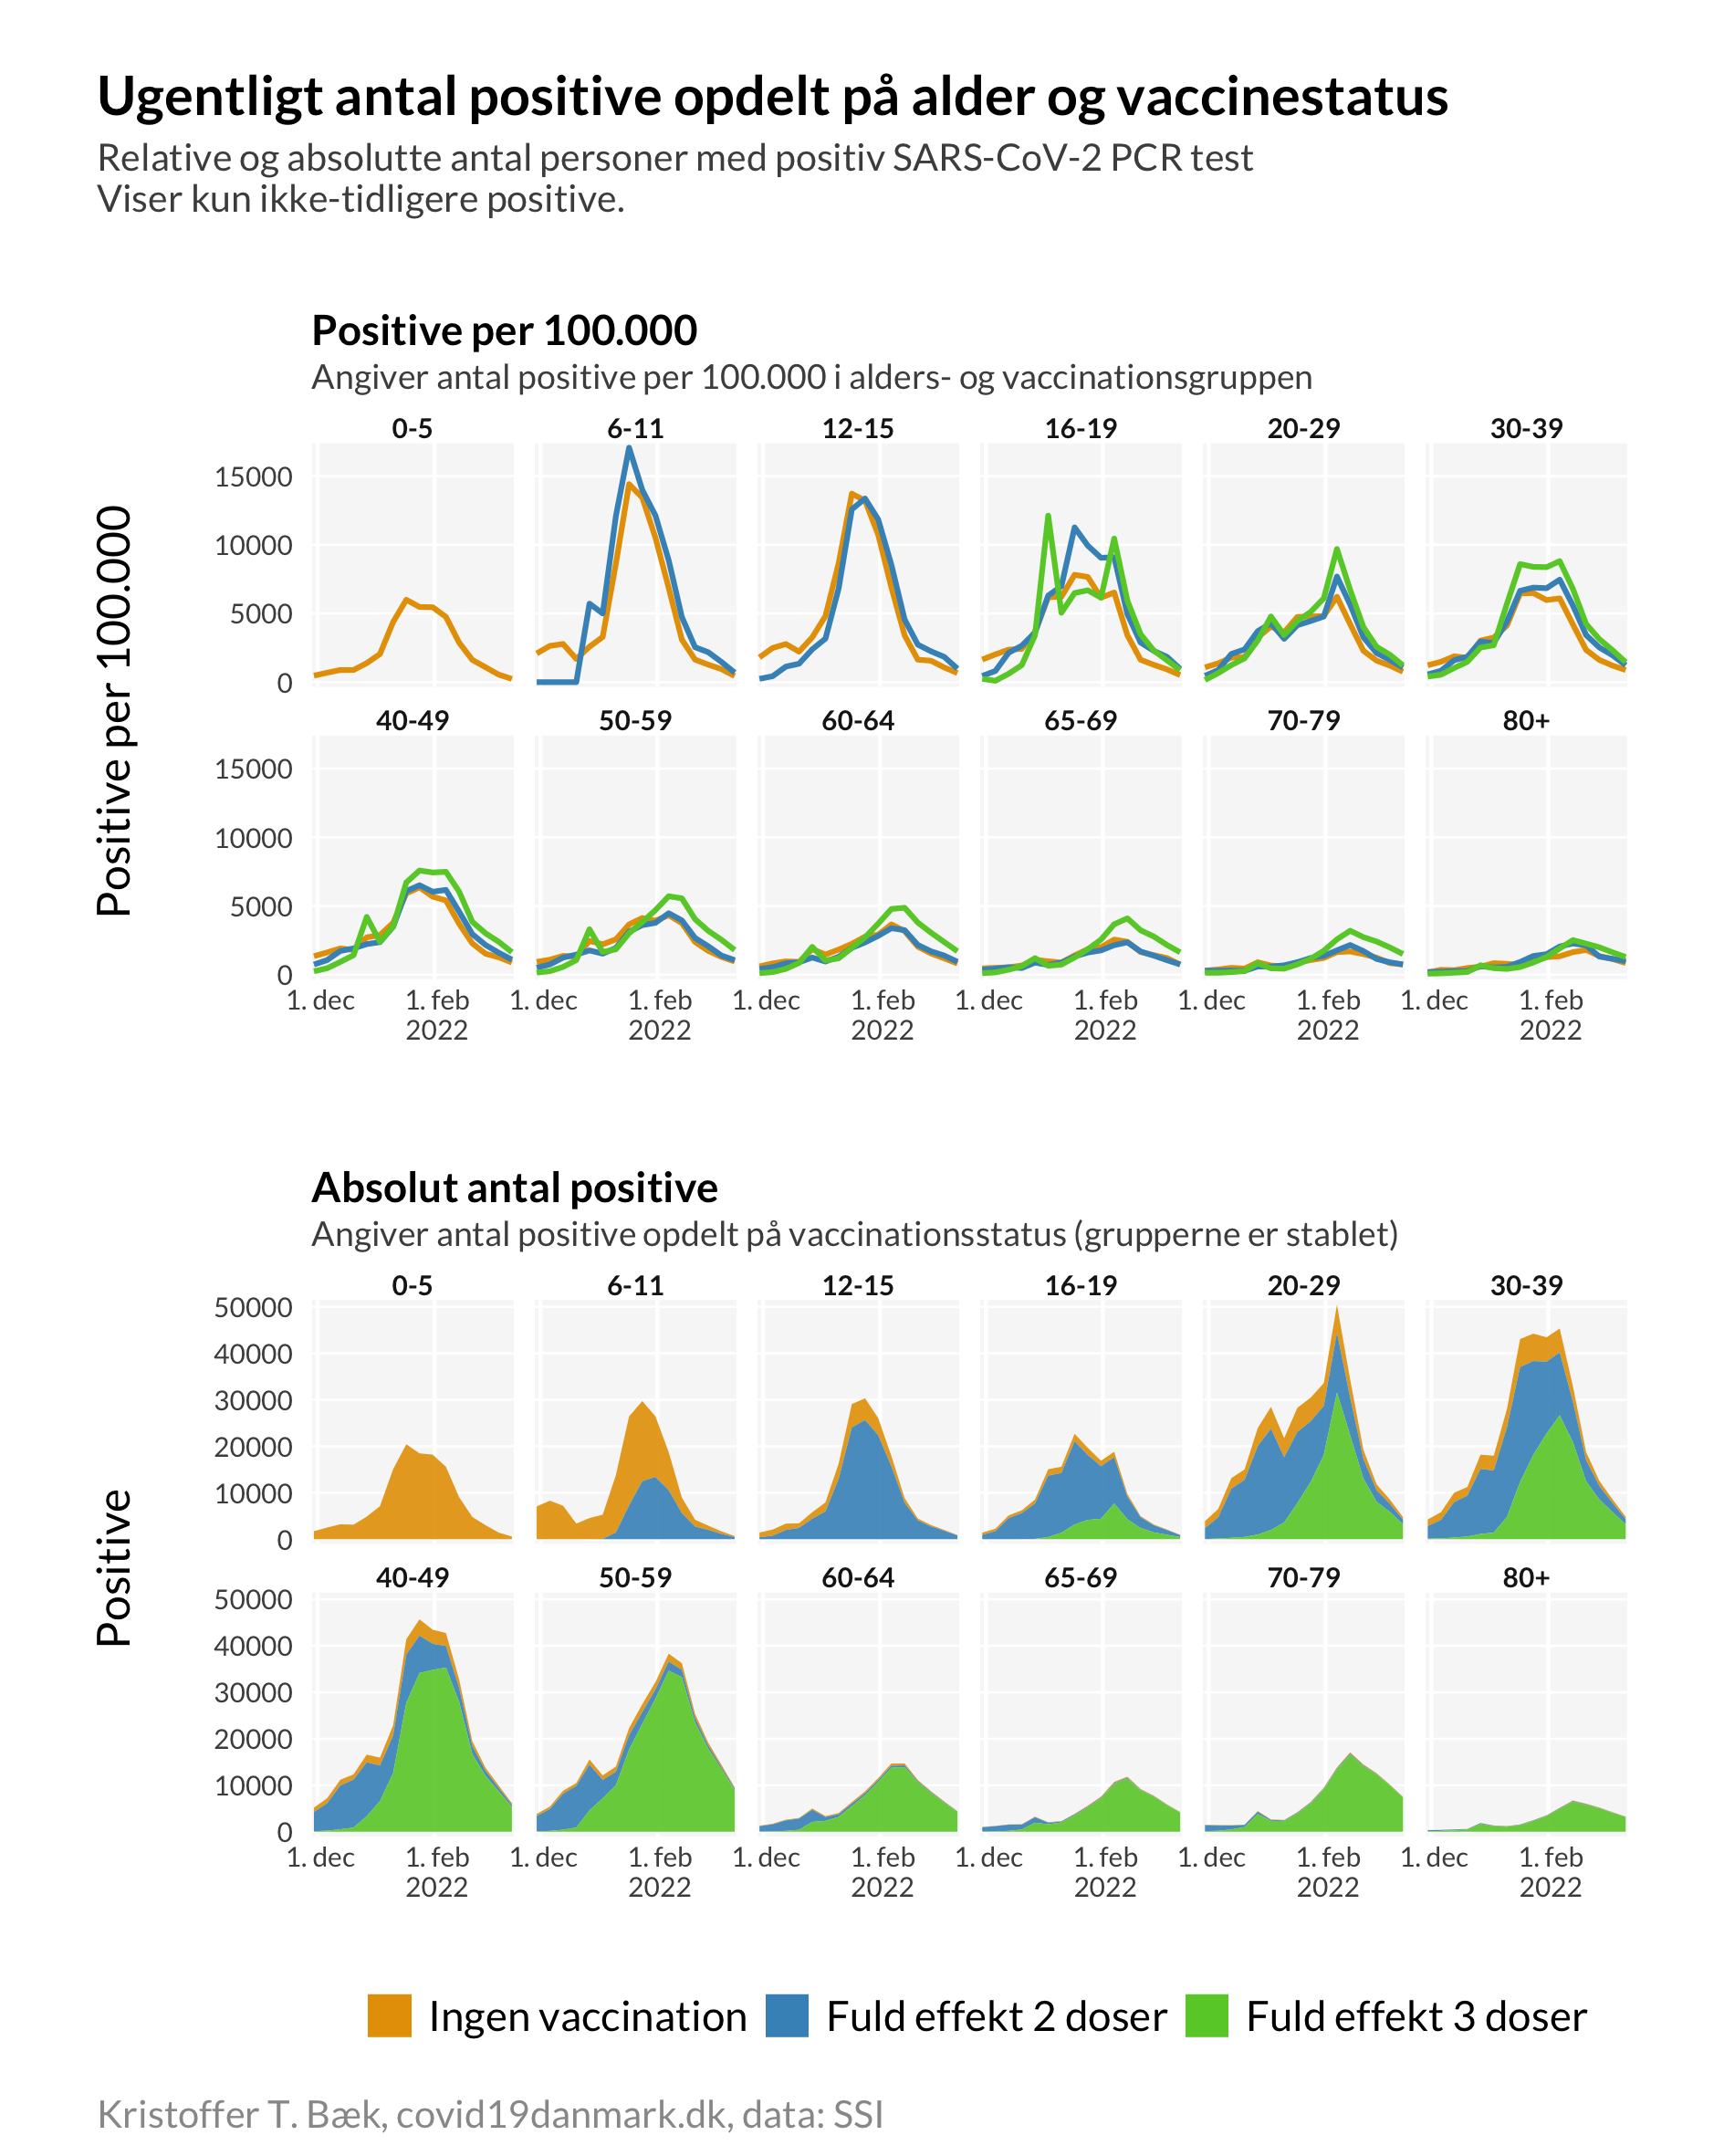 Ugentligt antal positive opdelt på alder og vaccinestatus
Relative og absolutte antal personer med positiv SARS-CoV-2 PCR test
Viser kun ikke-tidligere positive.
Positive per 100.000
Angiver antal positive per 100.000 i alders- og vaccinationsgruppen
Positive per 100.000
0-5 6-11 12-15 16-19 20-29 30-39
15000
10000
5000
0
40-49 50-59 60-64 65-69 70-79 80+
15000
10000
5000
0
1. dec 1. feb 1. dec 1. feb 1. dec 1. feb 1. dec 1. feb 1. dec 1. feb 1. dec 1. feb
2022 2022 2022 2022 2022 2022
Absolut antal positive
Angiver antal positive opdelt på vaccinationsstatus (grupperne er stablet)
Positive
0-5 6-11 12-15 16-19 20-29 30-39
50000
40000
30000
20000
10000
0
40-49 50-59 60-64 65-69 70-79 80+
50000
40000
30000
20000
10000
0
1. dec 1. feb 1. dec 1. feb 1. dec 1. feb 1. dec 1. feb 1. dec 1. feb 1. dec 1. feb
2022 2022 2022 2022 2022 2022
Ingen vaccination Fuld effekt 2 doser Fuld effekt 3 doser
Kristoffer T. Bæk, covid19danmark.dk, data: SSI